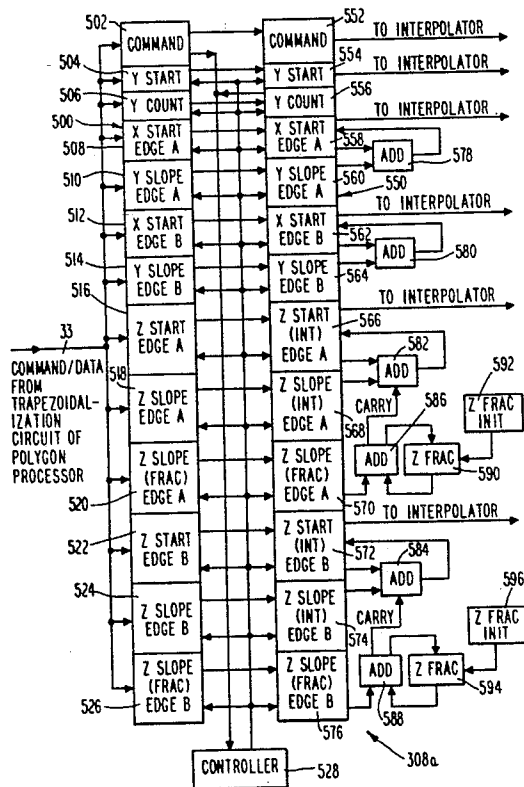 502
COMMAND
504
Y START
506
Y COUNT
500
X START
EDGE A
508
510
Y SLOPE
EDGE A
512
X START
EDGE B
514
Y SLOPE
EDGE B
516
Z START
EDGE A
33
COMMAND/DATA
FROM
TRAPEZOIDAL-
IZATION
CIRCUIT OF
POLYGON
PROCESSOR
518
Z SLOPE
EDGE A
Z SLOPE
(FRAC)
EDGE A
520
522
Z START
EDGE B
524
Z SLOPE
EDGE B
Z SLOPE
(FRAC)
EDGE B
526
552
COMMAND
TO INTERPOLATOR
554
Y START
TO INTERPOLATOR
Y COUNT
556
TO INTERPOLATOR
X START
EDGE A
558
ADD
578
Y SLOPE
EDGE A
560
550
TO INTERPOLATOR
X START
EDGE B
562
ADD
580
Y SLOPE
EDGE B
564
TO INTERPOLATOR
Z START
(INT)
EDGE A
566
582
ADD
Z SLOPE
(INT)
EDGE A
568
CARRY
586
592
Z FRAC
INIT
ADD
Z FRAC
590
Z SLOPE
(FRAC)
EDGE A
570
TO INTERPOLATOR
Z START
(INT)
EDGE B
572
584
ADD
Z SLOPE
(INT)
EDGE B
574
CARRY
596
Z FRAC
INIT
ADD
Z FRAC
588
594
Z SLOPE
(FRAC)
EDGE B
576
308a
CONTROLLER
528